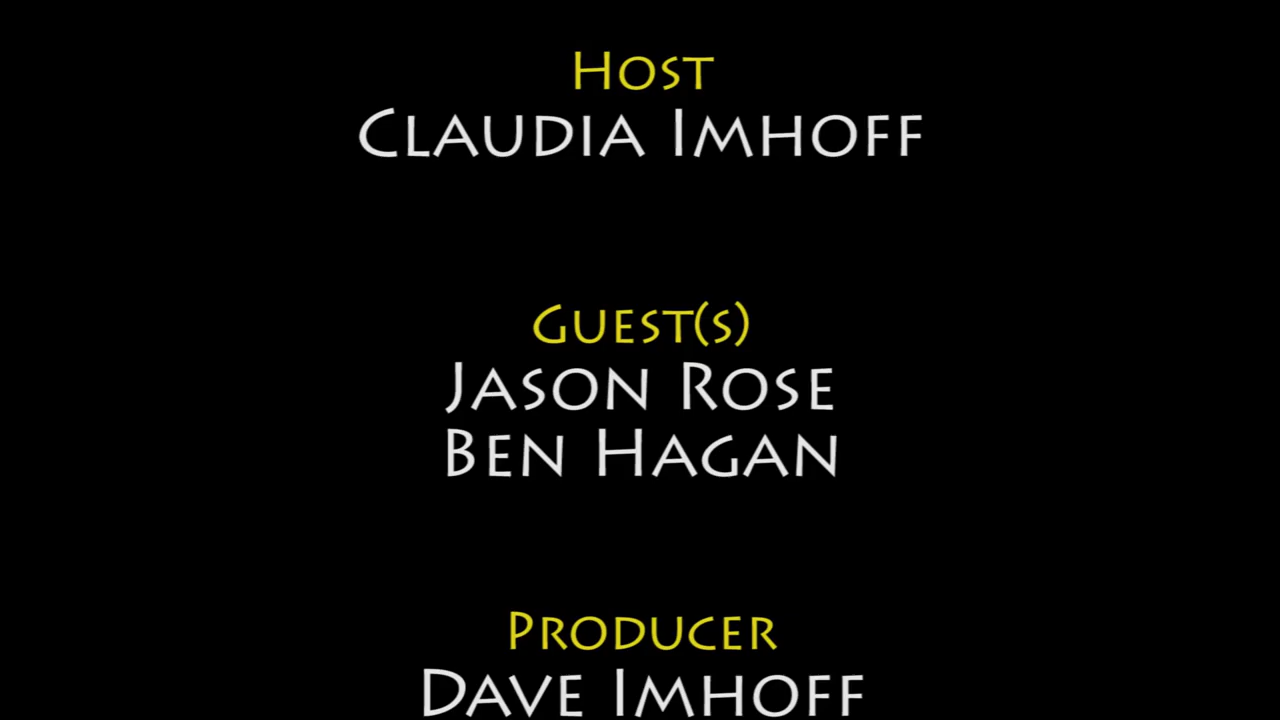 Host
Claudia Imhoff
Guest(s)
Jason Rose
Ben Hagan
Producer
Dave Imhoff